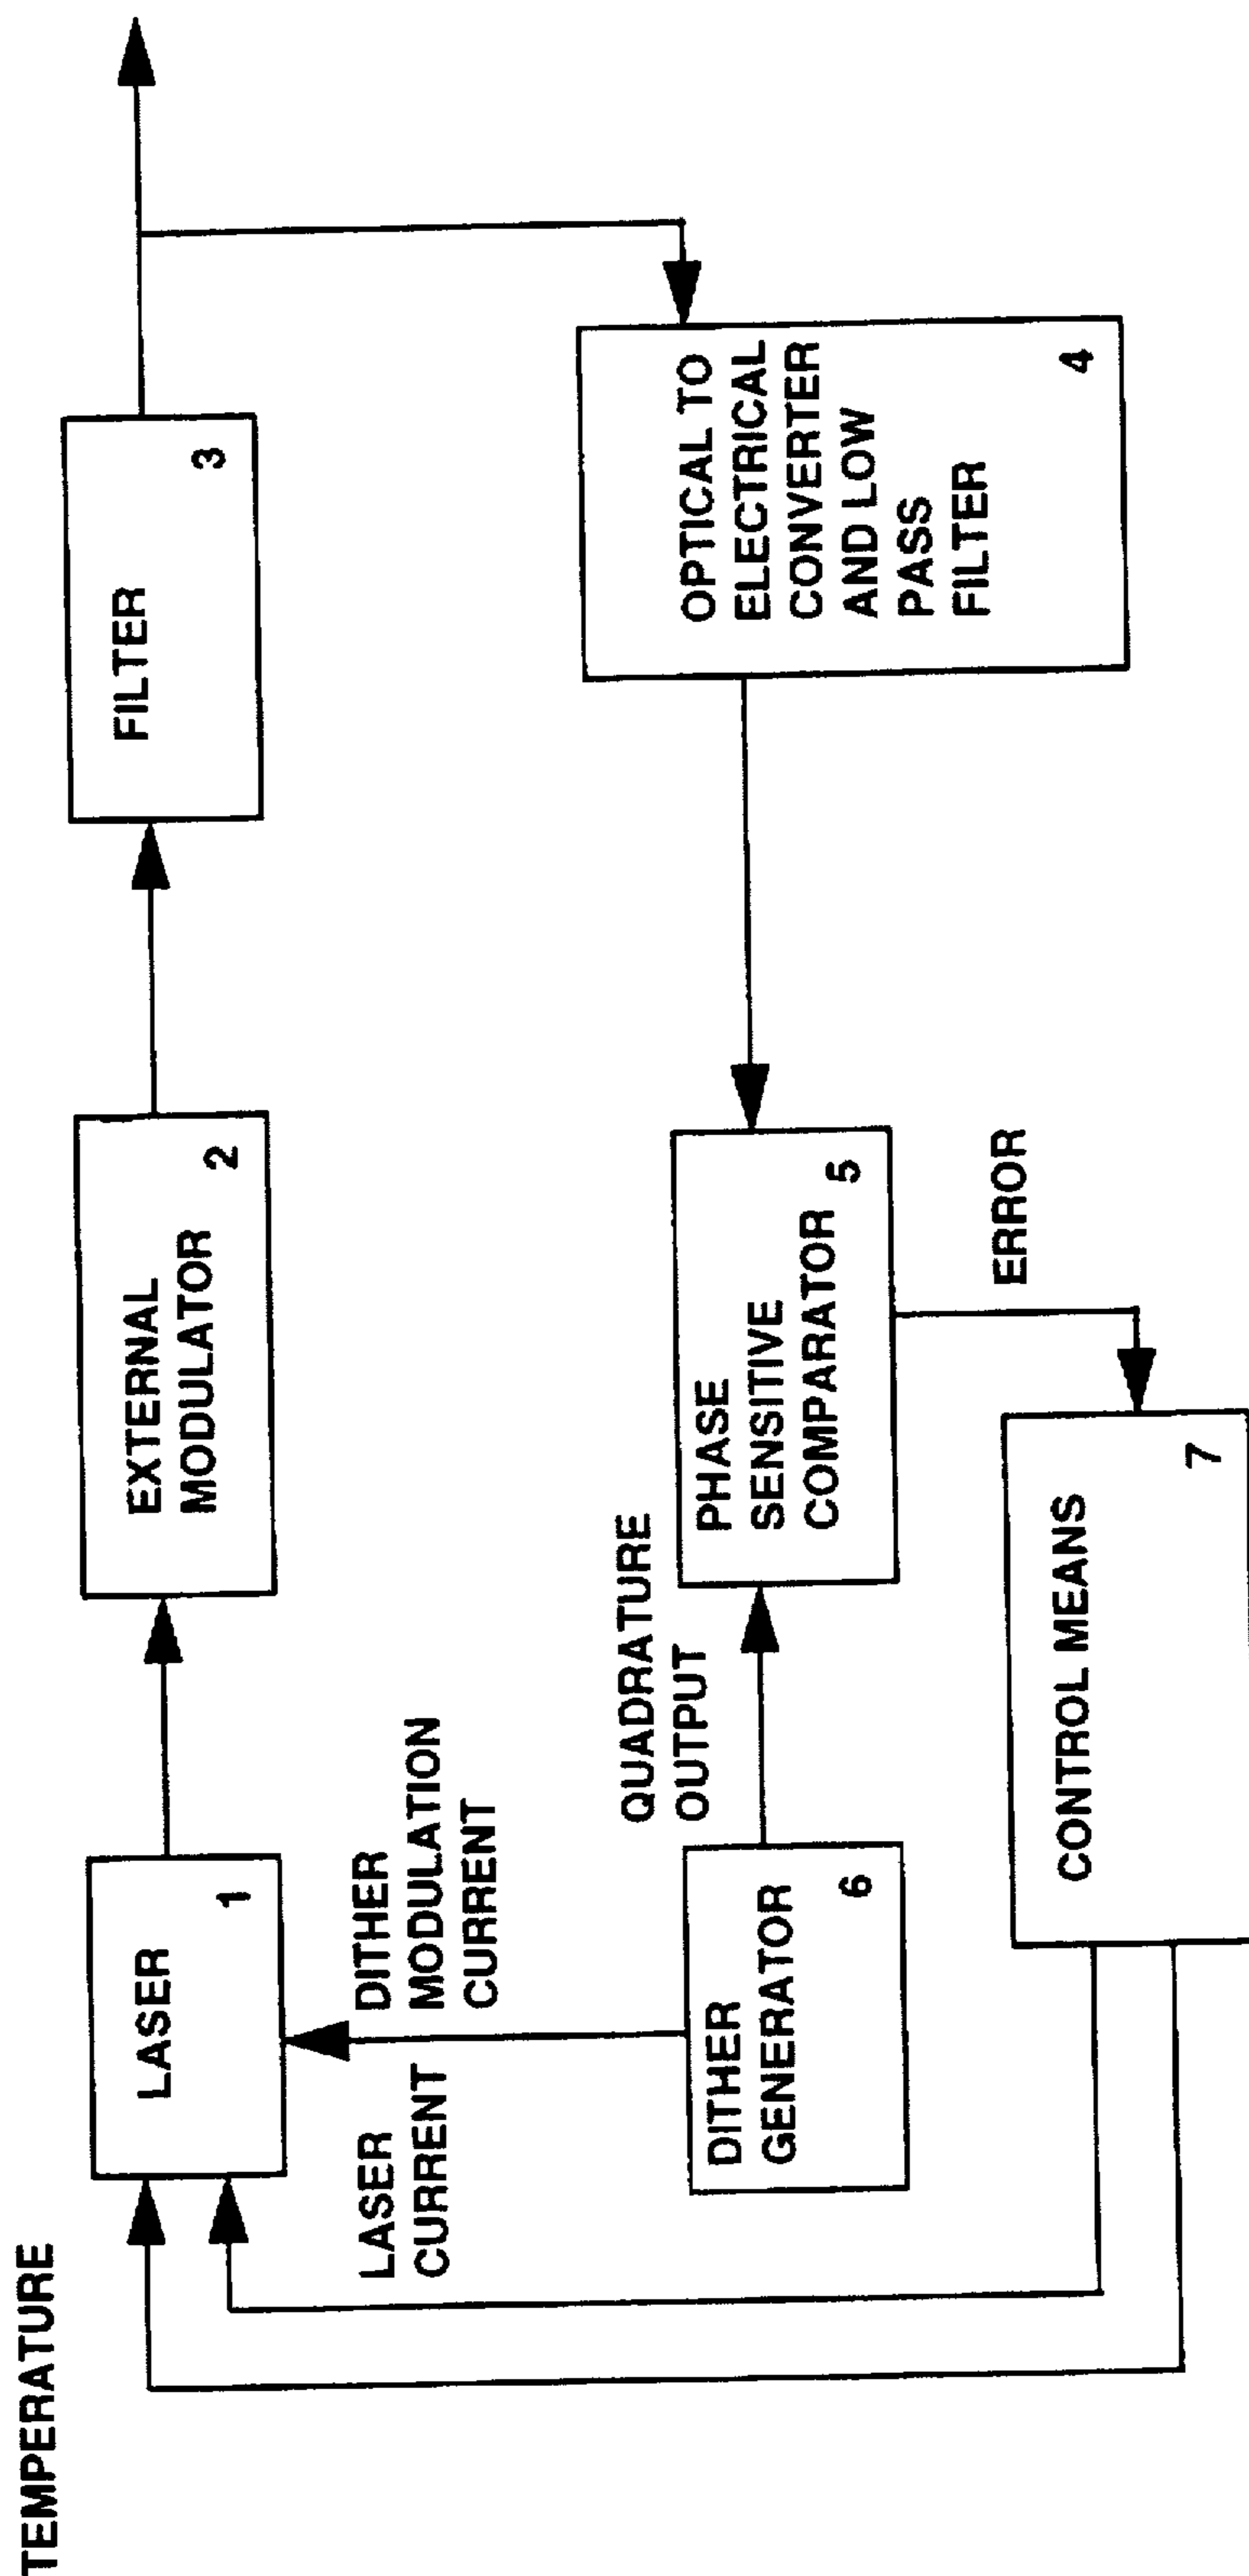 TEMPERATURE
LASER
1
EXTERNAL
MODULATOR
2
FILTER
3
LASER
CURRENT
DITHER
MODULATION
CURRENT
DITHER
GENERATOR
6
QUADRATURE
OUTPUT
PHASE
SENSITIVE
COMPARATOR
5
OPTICAL TO
ELECTRICAL
CONVERTER
AND LOW
PASS
FILTER
4
ERROR
CONTROL MEANS
7